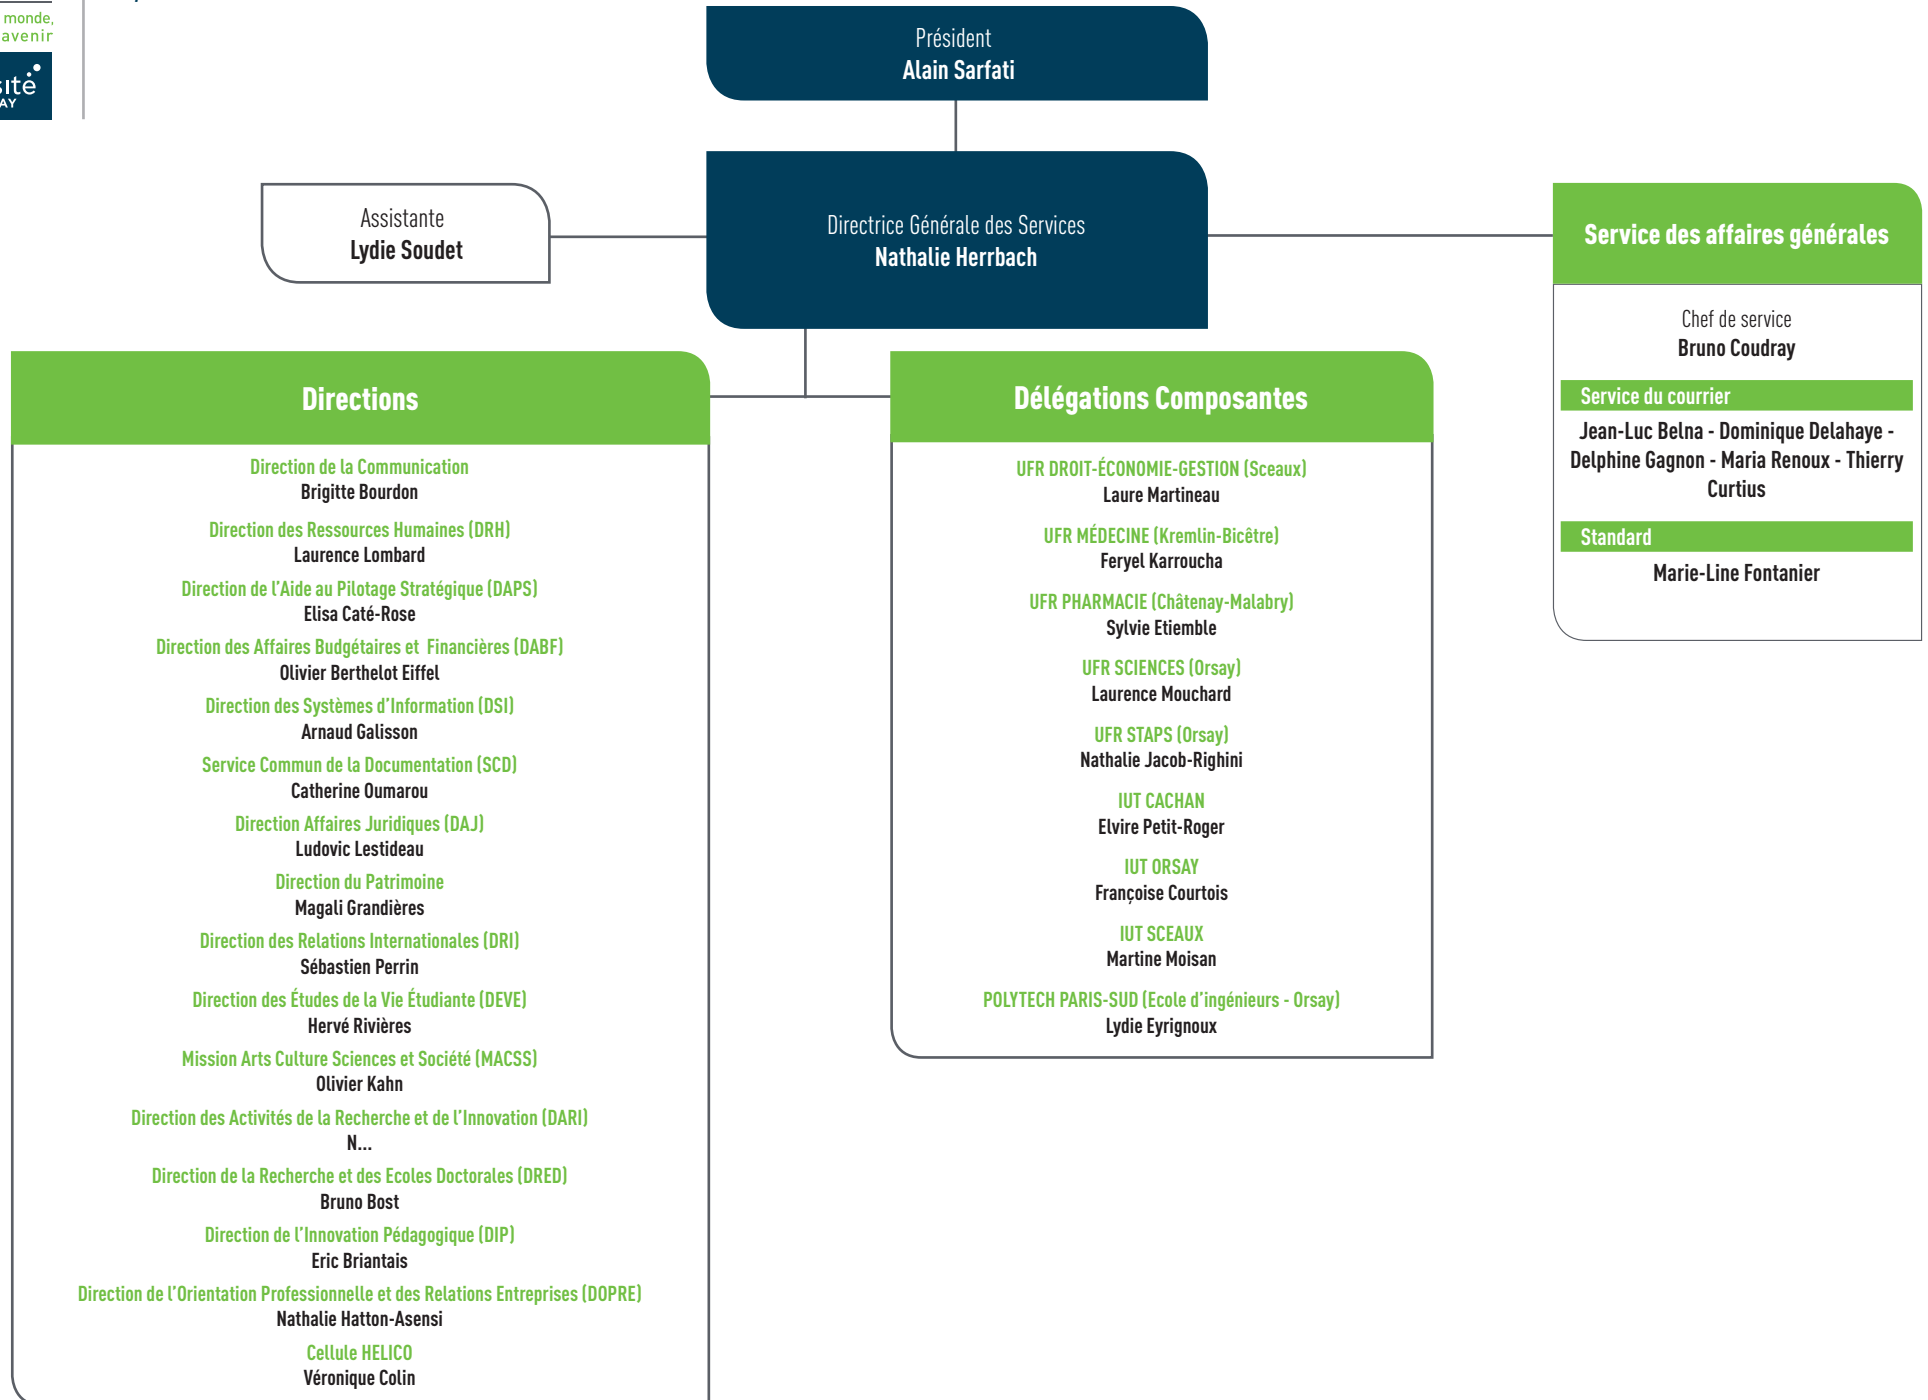 monde,
avenir
Président
Alain Sarfati
Assistante
Lydie Soudet
Directrice Générale des Services
Nathalie Herrbach
Service des affaires générales
Chef de service
Bruno Coudray
Service du courrier
Jean-Luc Belna - Dominique Delahaye -
Delphine Gagnon - Maria Renoux - Thierry
Curtius
Standard
Marie-Line Fontanier
Directions
Direction de la Communication
Brigitte Bourdon
Direction des Ressources Humaines (DRH)
Laurence Lombard
Direction de l'Aide au Pilotage Stratégique (DAPS)
Elisa Caté-Rose
Direction des Affaires Budgétaires et Financières (DABF)
Olivier Berthelot Eiffel
Direction des Systèmes d'Information (DSI)
Arnaud Galisson
Service Commun de la Documentation (SCD)
Catherine Oumarou
Direction Affaires Juridiques (DAJ)
Ludovic Lestideau
Direction du Patrimoine
Magali Grandières
Direction des Relations Internationales (DRI)
Sébastien Perrin
Direction des Études de la Vie Étudiante (DEVE)
Hervé Rivières
Mission Arts Culture Sciences et Société (MACSS)
Olivier Kahn
Direction des Activités de la Recherche et de l'Innovation (DARI)
N...
Direction de la Recherche et des Ecoles Doctorales (DRED)
Bruno Bost
Direction de l'Innovation Pédagogique (DIP)
Eric Briantais
Direction de l'Orientation Professionnelle et des Relations Entreprises (DOPRE)
Nathalie Hatton-Asensi
Cellule HELICO
Véronique Colin
Délégations Composantes
UFR DROIT-ÉCONOMIE-GESTION (Sceaux)
Laure Martineau
UFR MÉDECINE (Kremlin-Bicêtre)
Feryel Karroucha
UFR PHARMACIE (Châtenay-Malabry)
Sylvie Etiemble
UFR SCIENCES (Orsay)
Laurence Mouchard
UFR STAPS (Orsay)
Nathalie Jacob-Righini
IUT CACHAN
Elvire Petit-Roger
IUT ORSAY
Françoise Courtois
IUT SCEAUX
Martine Moisan
POLYTECH PARIS-SUD (Ecole d'ingénieurs - Orsay)
Lydie Eyrignoux